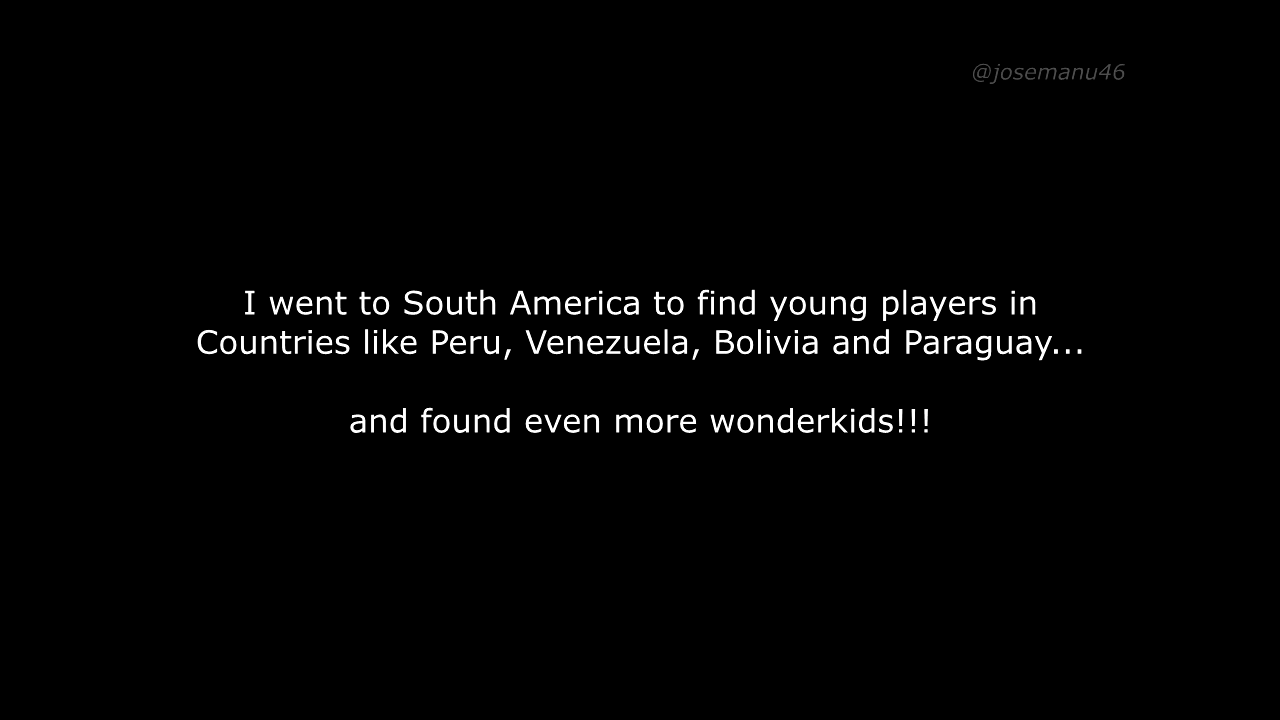 @josemanu46
I went to South America to find young players in
Countries like Peru, Venezuela, Bolivia and Paraguay...
and found even more wonderkids!!!